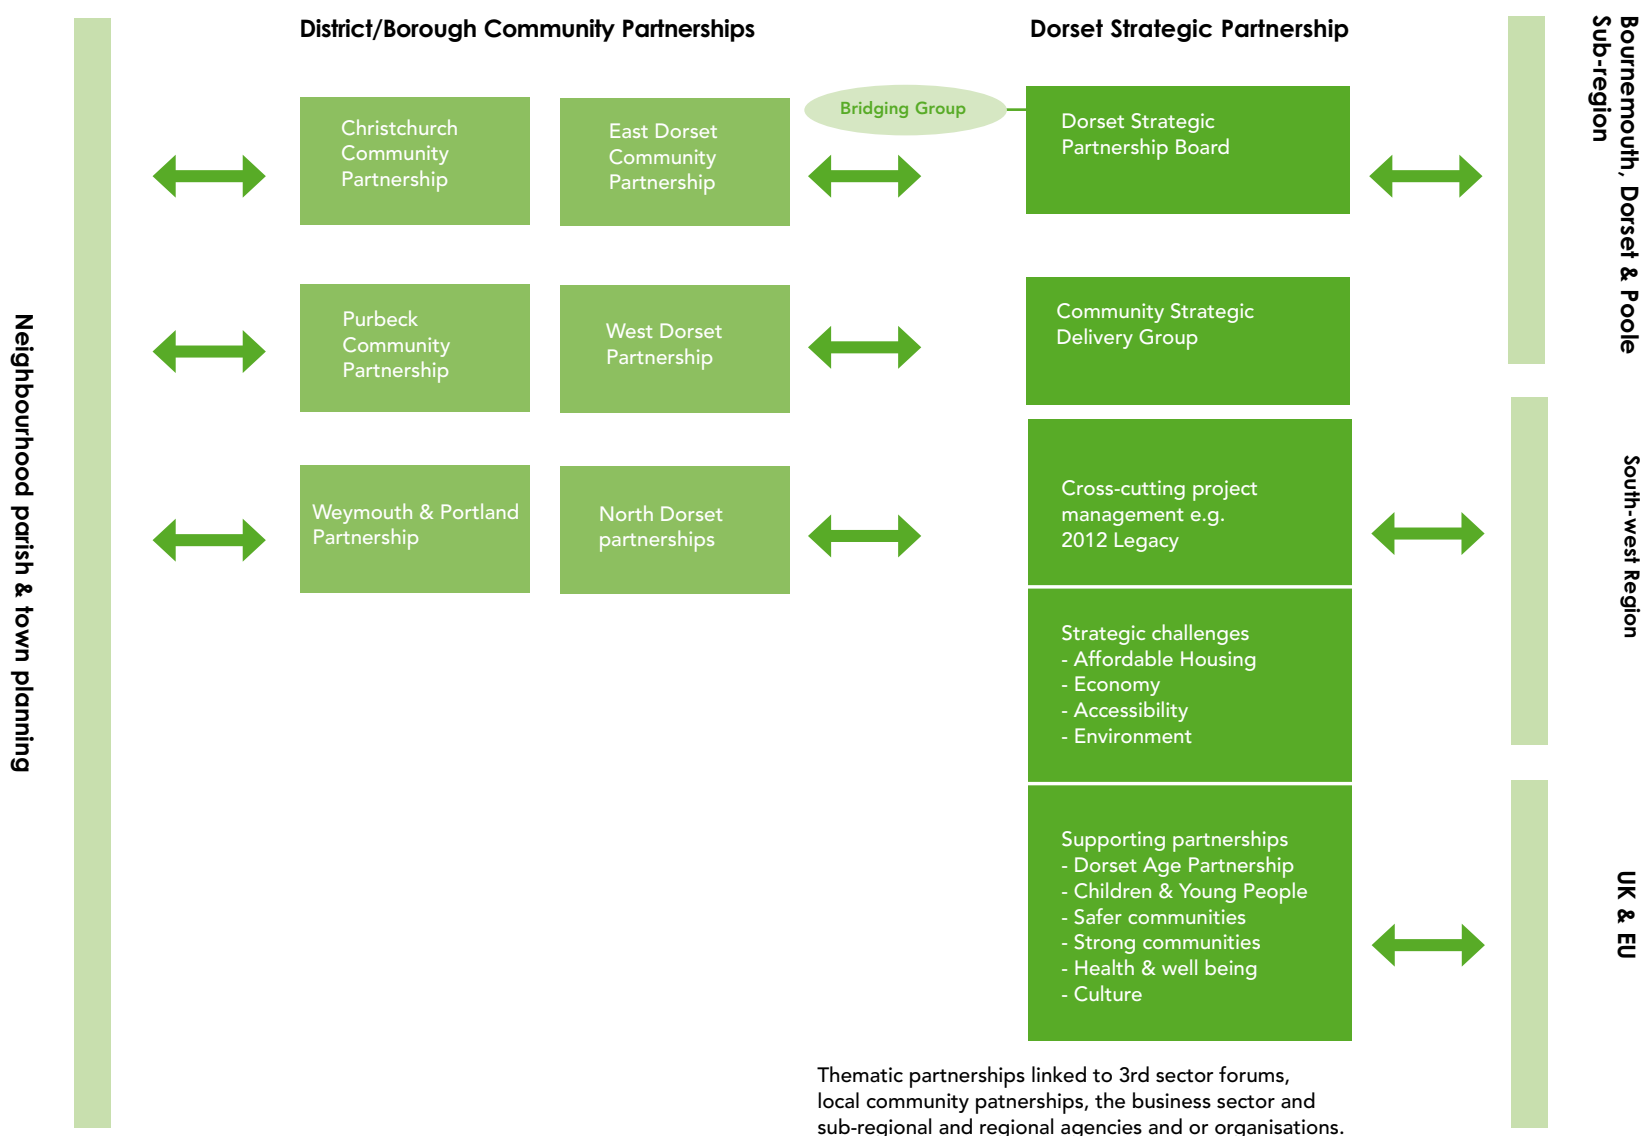 District/Borough Community Partnerships
Dorset Strategic Partnership
Neighbourhood parish & town planning
Christchurch
Community
Partnership
East Dorset
Community
Partnership
Bridging Group
Dorset Strategic
Partnership Board
Purbeck
Community
Partnership
West Dorset
Partnership
Community Strategic
Delivery Group
Weymouth & Portland
Partnership
North Dorset
partnerships
Cross-cutting project
management e.g.
2012 Legacy
Strategic challenges
- Affordable Housing
- Economy
- Accessibility
- Environment
Supporting partnerships
- Dorset Age Partnership
- Children & Young People
- Safer communities
- Strong communities
- Health & well being
- Culture
Thematic partnerships linked to 3rd sector forums,
local community patnerships, the business sector and
sub-regional and regional agencies and or organisations.
Bournemouth, Dorset & Poole
Sub-region
South-west Region
UK & EU